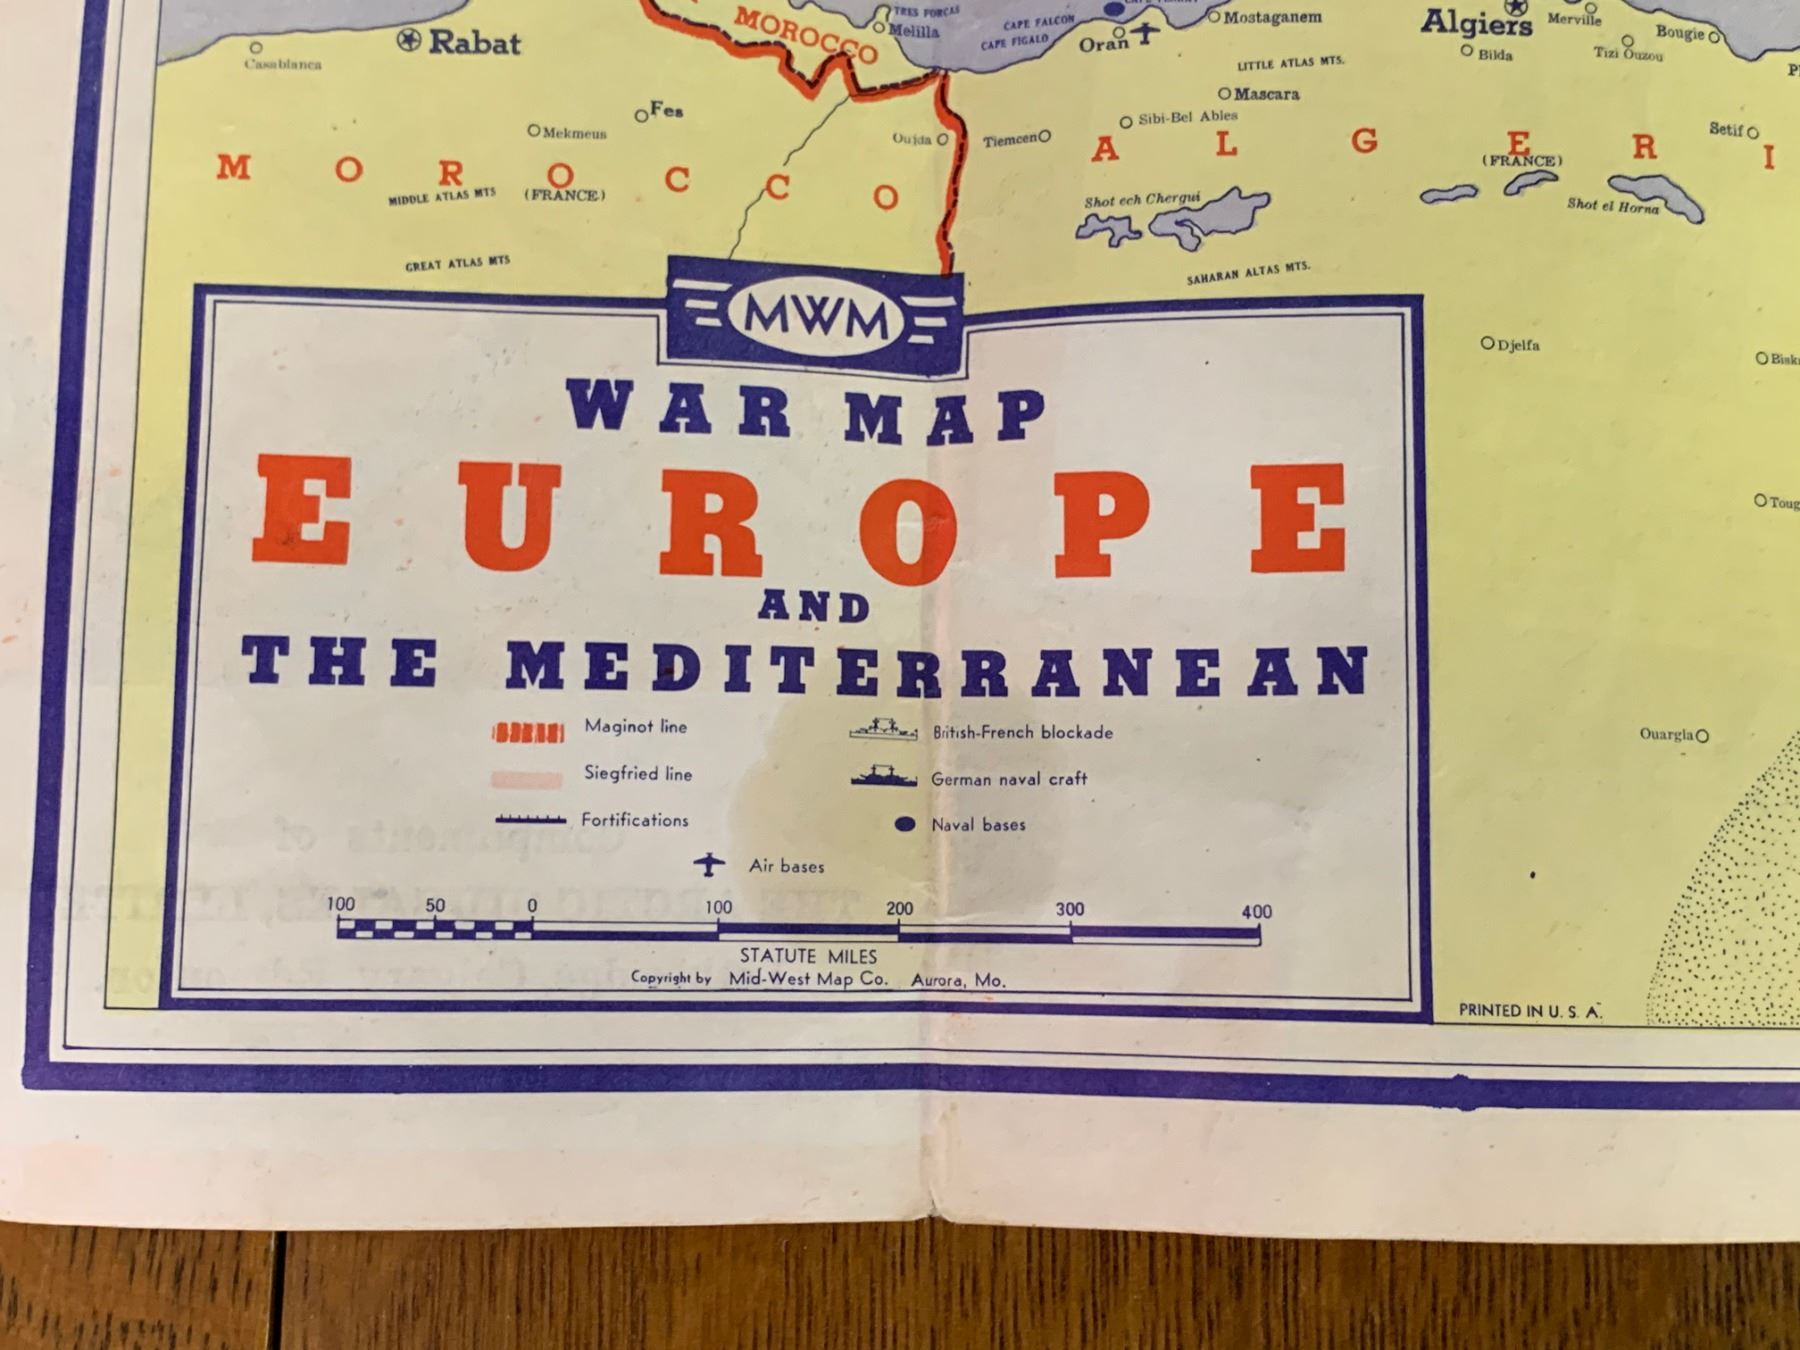 TRES FORCAS
Melilla
MOROCCO
CAPE FALCON
CAPE FIGALO
Oran
Mostaganem
Algiers
Merville
Bougie
Bilda
Tizi Ouzou
Rabat
Casablanca
LITTLE ATLAS MTS.
Mascara
Fes
Mekmeus
Oujda
Tiemcen
Sibi-Bel Ables
Setif
M O R O C C O
A L G E R I
(FRANCE)
(FRANCE)
MIDDLE ATLAS MTS
Shot ech Chergui
Shot el Horna
GREAT ATLAS MTS
SAHARAN ALTAS MTS.
MWM
Djelfa
WAR MAP
EUROPE
AND
THE MEDITERRANEAN
Maginot line
British-French blockade
Siegfried line
German naval craft
Fortifications
Naval bases
Air bases
Ouargla
100 50 0 100 200 300 400
STATUTE MILES
Copyright by Mid-West Map Co. Aurora, Mo.
PRINTED IN U. S. A.